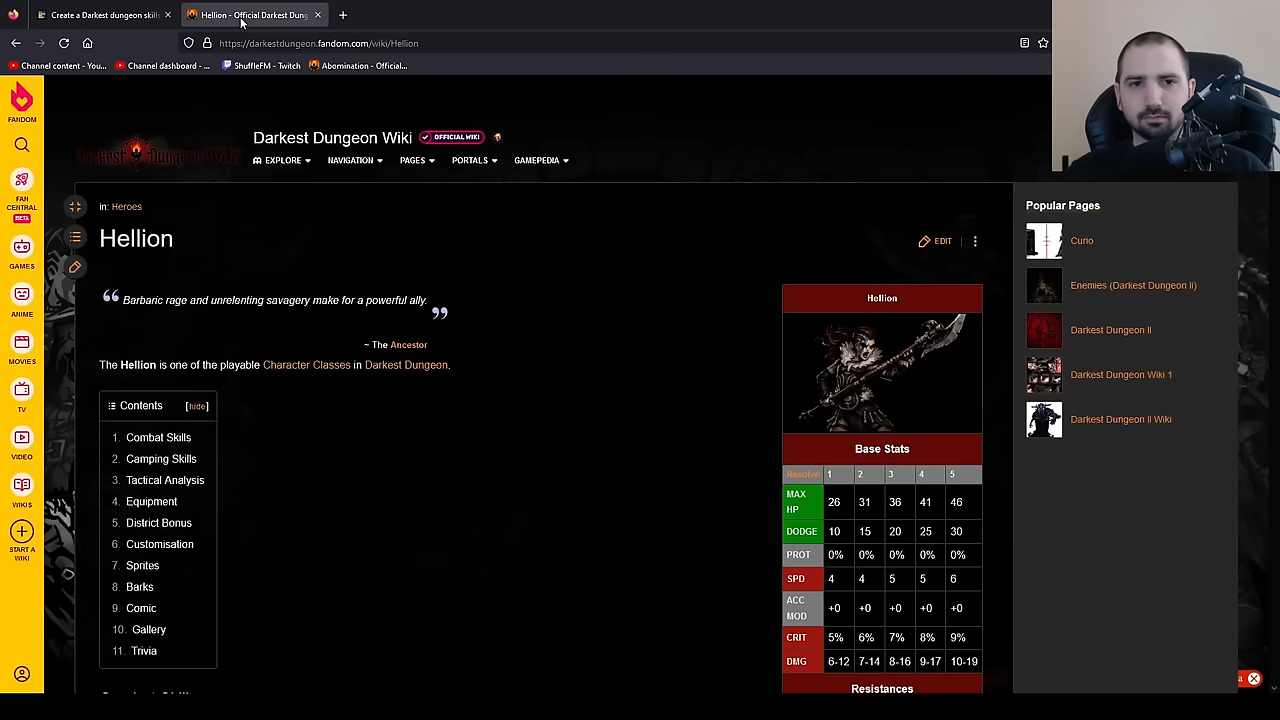 Create a Darkest dungeon skills
Hellion - Official Darkest Dung
https://darkestdungeon.fandom.com/wiki/Hellion
Channel content - You...
Channel dashboard - ...
ShuffleFM - Twitch
Abomination - Official...
FANDOM
FAN CENTRAL
BETA
GAMES
ANIME
MOVIES
TV
VIDEO
WIKIS
START A WIKI
Darkest Dungeon Wiki
Darkest Dungeon Wiki
OFFICIAL WIKI
EXPLORE
NAVIGATION
PAGES
PORTALS
GAMEPEDIA
in: Heroes
Hellion
EDIT
“ Barbaric rage and unrelenting savagery make for a powerful ally. ”
~ The Ancestor
The Hellion is one of the playable Character Classes in Darkest Dungeon.
Contents [hide]
1. Combat Skills
2. Camping Skills
3. Tactical Analysis
4. Equipment
5. District Bonus
6. Customisation
7. Sprites
8. Barks
9. Comic
10. Gallery
11. Trivia
Hellion
Base Stats
Resolve 1 2 3 4 5
MAX HP 26 31 36 41 46
DODGE 10 15 20 25 30
PROT 0% 0% 0% 0% 0%
SPD 4 4 5 5 6
ACC MOD +0 +0 +0 +0 +0
CRIT 5% 6% 7% 8% 9%
DMG 6-12 7-14 8-16 9-17 10-19
Resistances
Popular Pages
Curio
Enemies (Darkest Dungeon II)
Darkest Dungeon II
Darkest Dungeon Wiki 1
Darkest Dungeon II Wiki